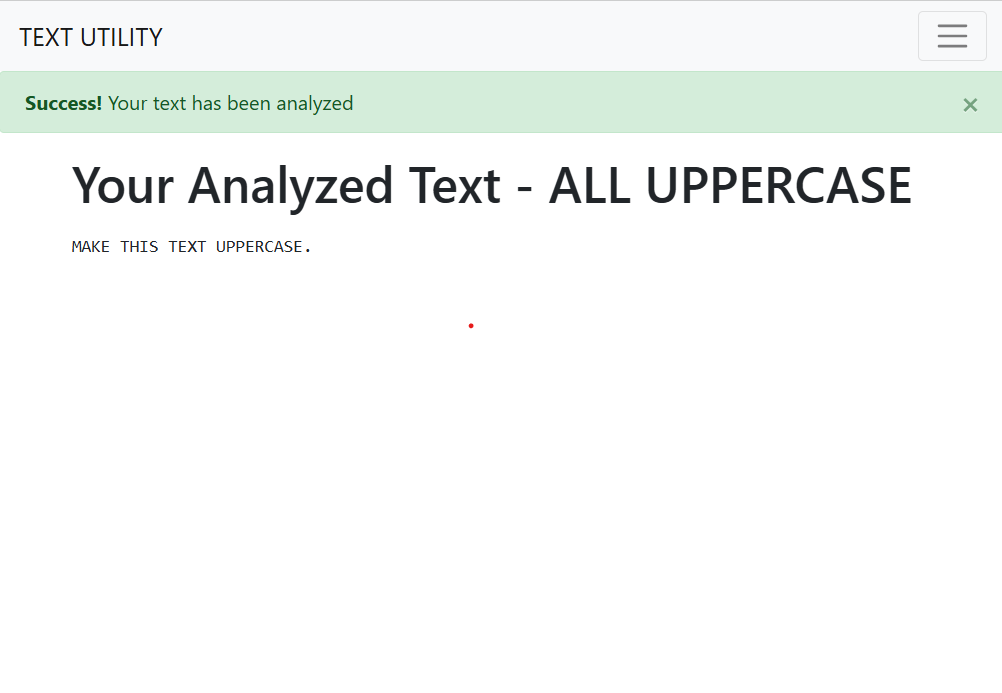 TEXT UTILITY
Success! Your text has been analyzed ×
Your Analyzed Text - ALL UPPERCASE
MAKE THIS TEXT UPPERCASE.